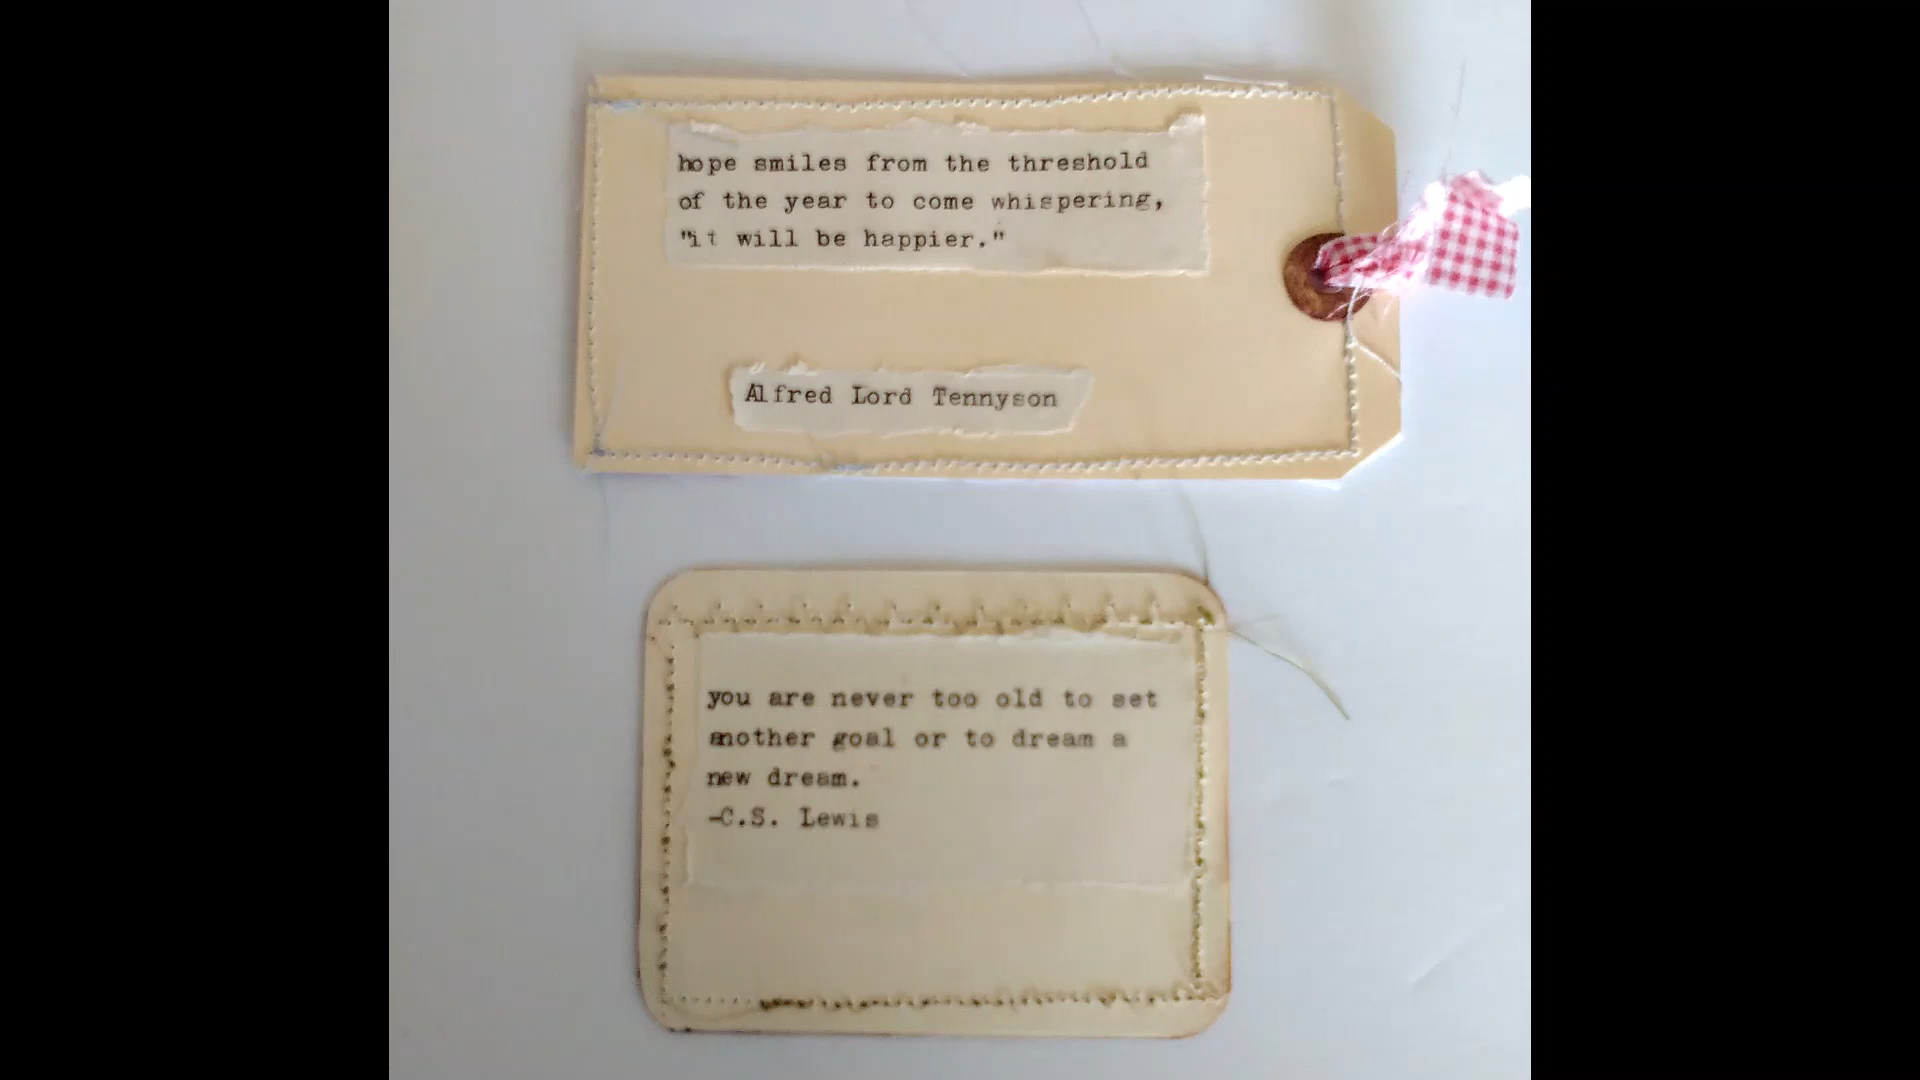 hope smiles from the threshold
of the year to come whispering,
"it will be happier."
Alfred Lord Tennyson
you are never too old to set
another goal or to dream a
new dream.
-C.S. Lewis